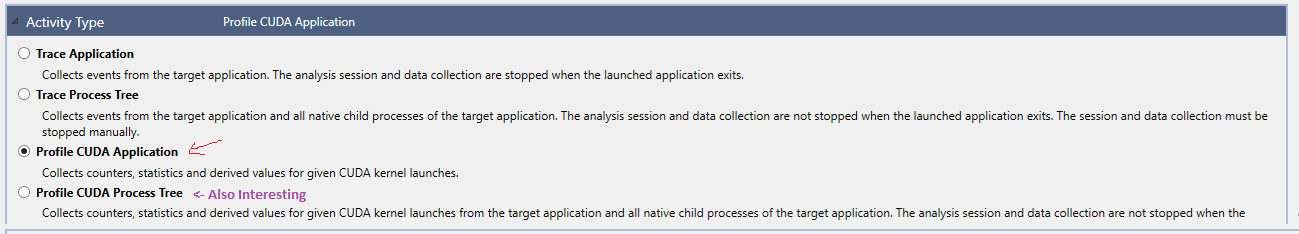 Activity Type Profile CUDA Application
Trace Application
Collects events from the target application. The analysis session and data collection are stopped when the launched application exits.
Trace Process Tree
Collects events from the target application and all native child processes of the target application. The analysis session and data collection are not stopped when the launched application exits. The session and data collection must be
stopped manually.
Profile CUDA Application
Collects counters, statistics and derived values for given CUDA kernel launches.
Profile CUDA Process Tree <- Also Interesting
Collects counters, statistics and derived values for given CUDA kernel launches from the target application and all native child processes of the target application. The analysis session and data collection are not stopped when the